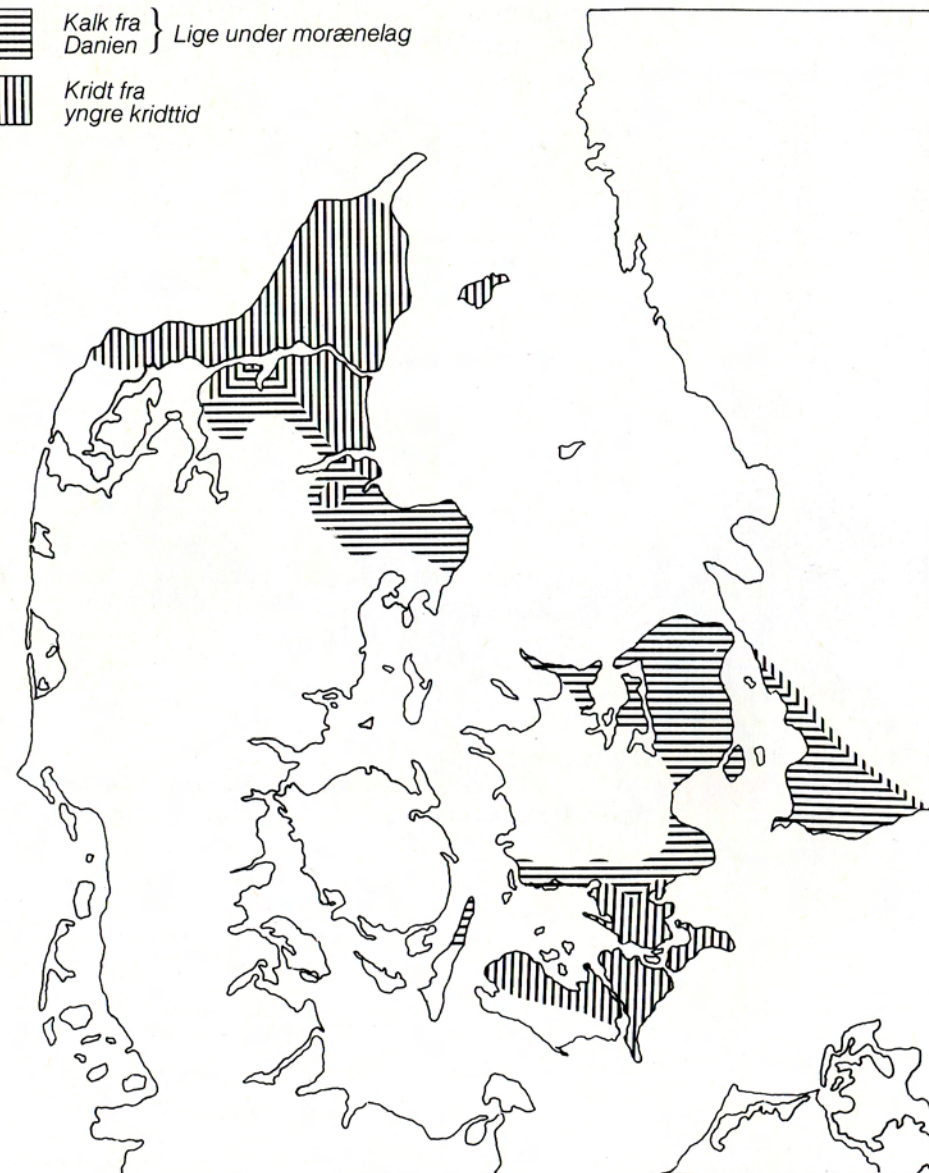 Kalk fra
Danien } Lige under morænelag
Kridt fra
yngre kridttid